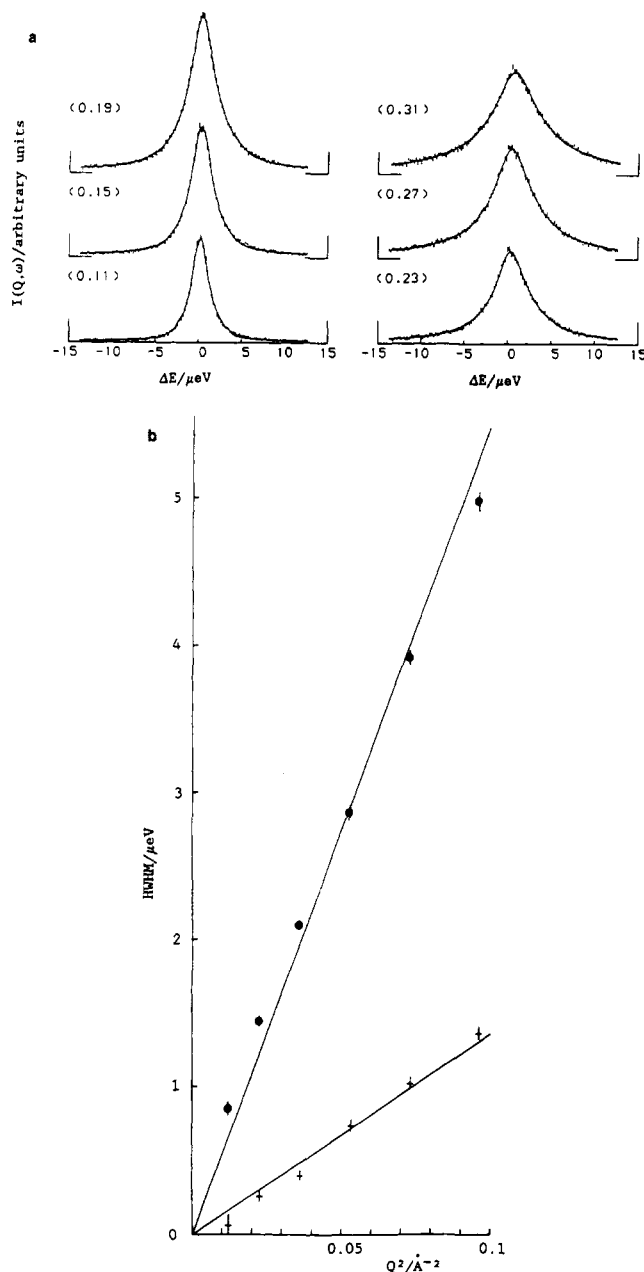 a
I(Q,ω)/arbitrary units
(0.19)
(0.15)
(0.11)
-15 -10 -5 0 5 10 15
ΔE/μeV
(0.31)
(0.27)
(0.23)
-15 -10 -5 0 5 10 15
ΔE/μeV
b
HWHM/μeV
5
4
3
2
1
0
0.05 0.1
Q²/Å⁻²